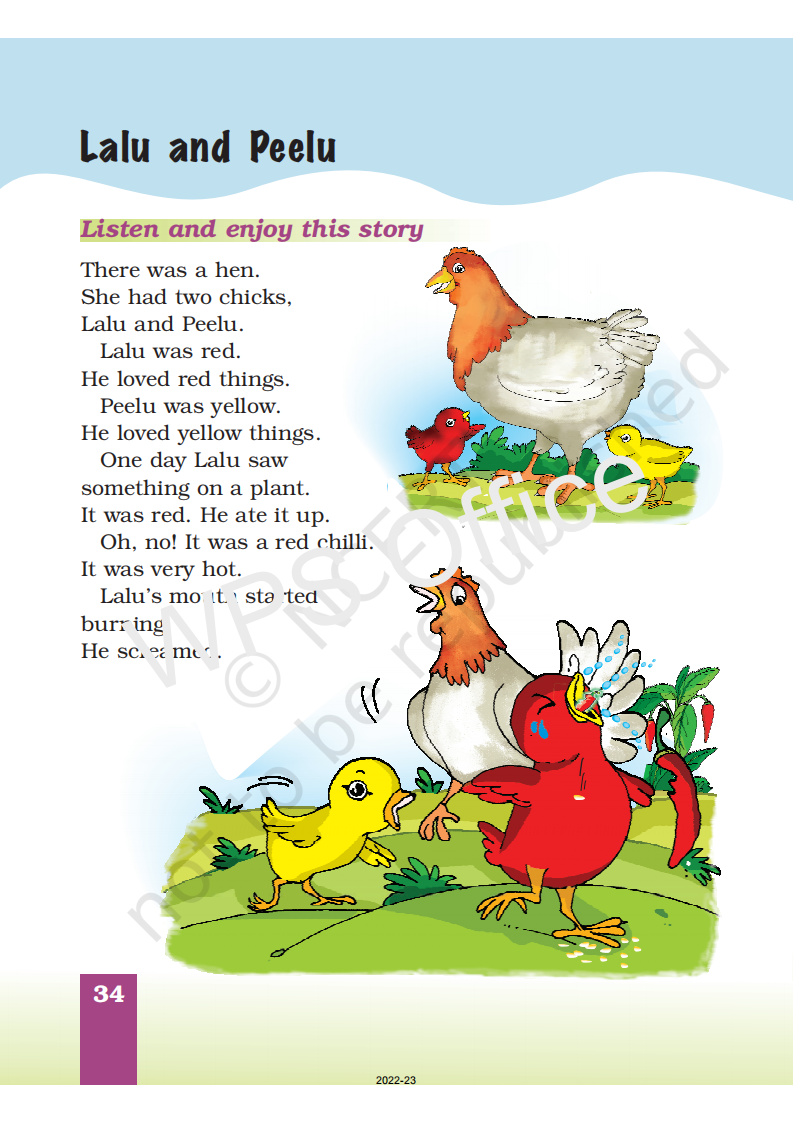 Lalu and Peelu
Listen and enjoy this story
There was a hen.
She had two chicks,
Lalu and Peelu.
Lalu was red.
He loved red things.
Peelu was yellow.
He loved yellow things.
One day Lalu saw
something on a plant.
It was red. He ate it up.
Oh, no! It was a red chilli.
It was very hot.
Lalu's mouth started
burning
He screamed.
WPS Office
©
not to be
34
2022-23